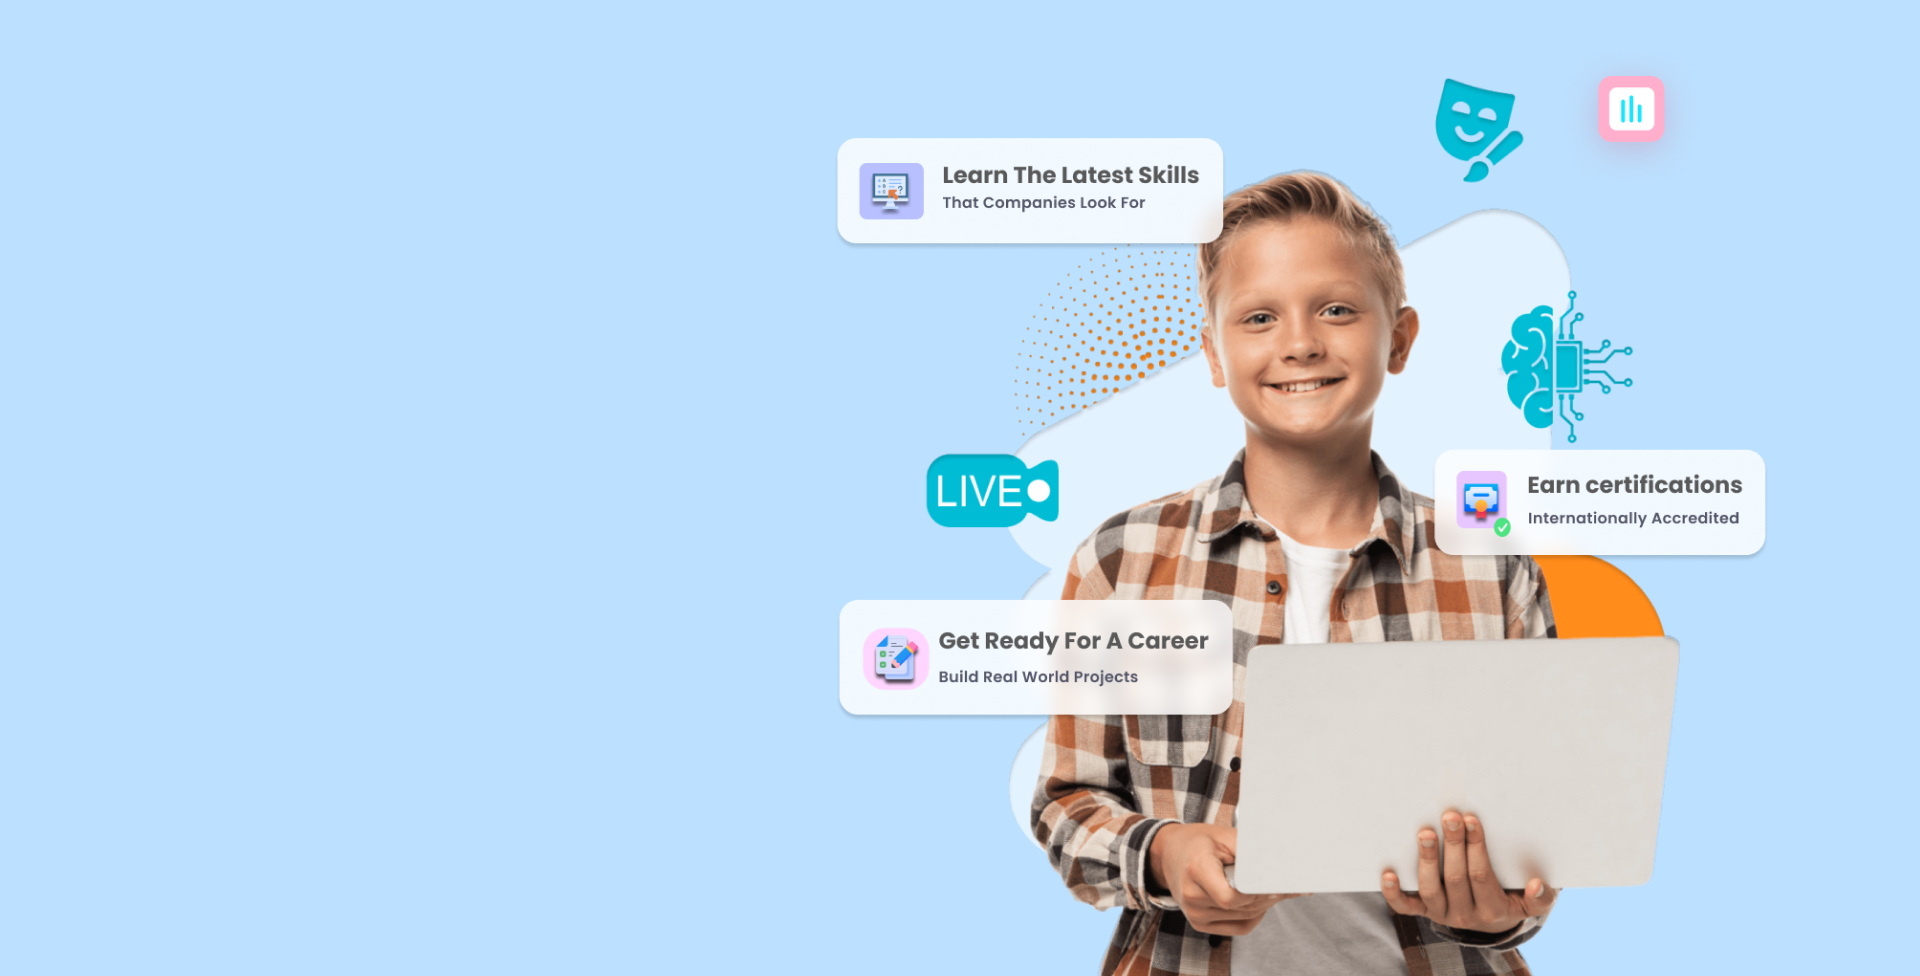 Learn The Latest Skills
That Companies Look For
LIVE
Earn certifications
Internationally Accredited
Get Ready For A Career
Build Real World Projects